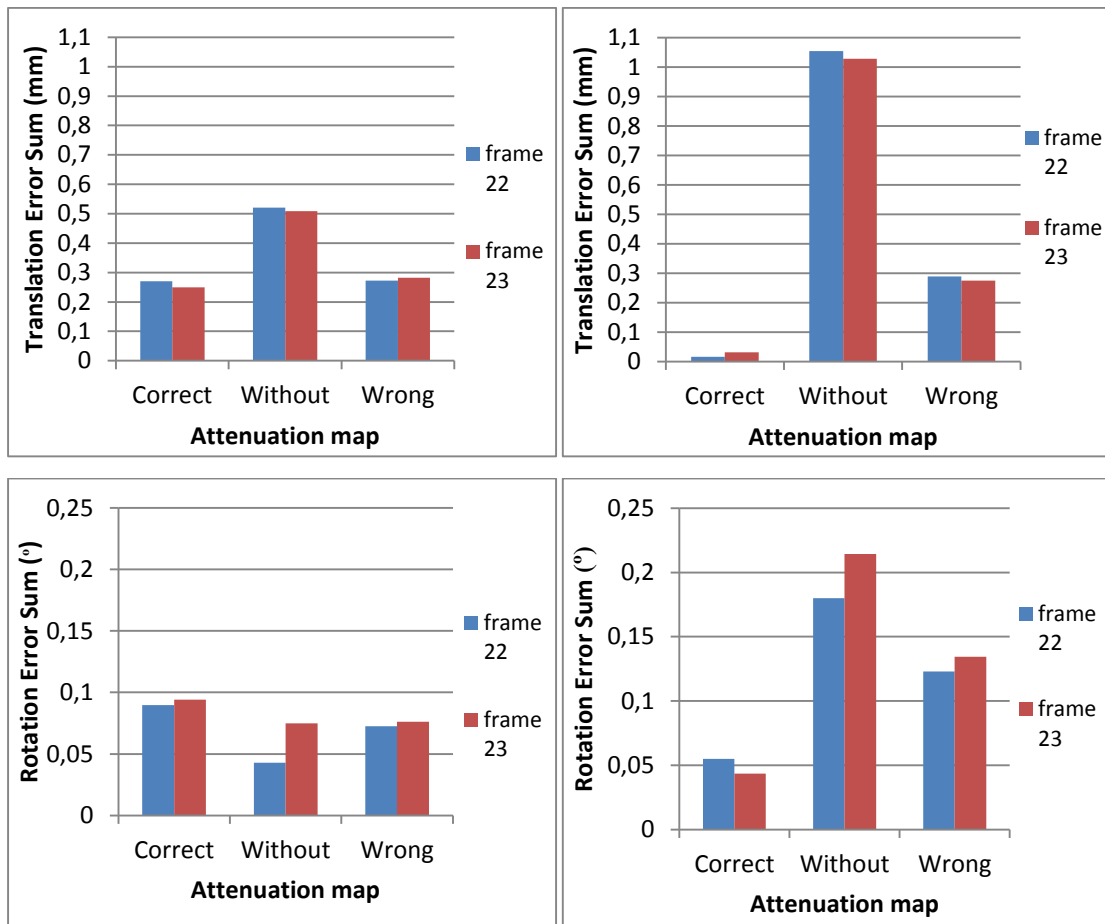 Translation Error Sum (mm)
1,1
1
0,9
0,8
0,7
0,6
0,5
0,4
0,3
0,2
0,1
0
Correct Without Wrong
Attenuation map
frame
22
frame
23
Translation Error Sum (mm)
1,1
1
0,9
0,8
0,7
0,6
0,5
0,4
0,3
0,2
0,1
0
Correct Without Wrong
Attenuation map
frame
22
frame
23
Rotation Error Sum (º)
0,25
0,2
0,15
0,1
0,05
0
Correct Without Wrong
Attenuation map
frame
22
frame
23
Rotation Error Sum (º)
0,25
0,2
0,15
0,1
0,05
0
Correct Without Wrong
Attenuation map
frame
22
frame
23